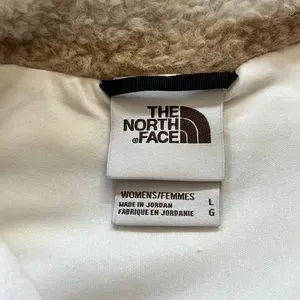 THE
NORTH
®FACE
WOMENS/FEMMES L
MADE IN JORDAN G
FABRIQUE EN JORDANIE